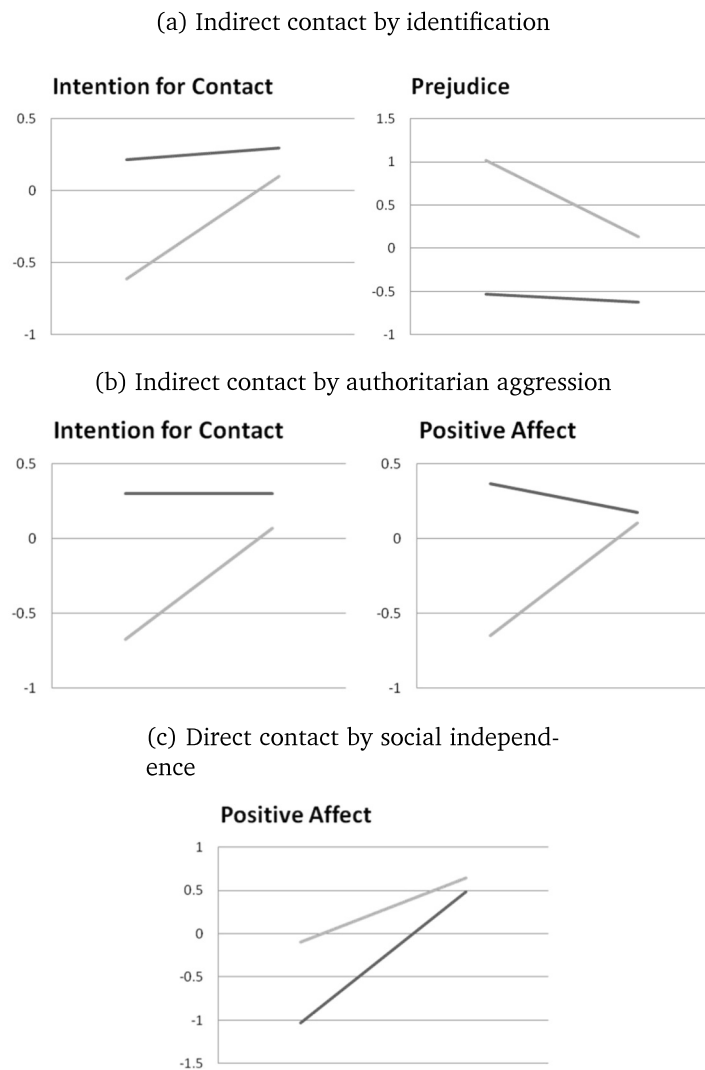 (a) Indirect contact by identification
Intention for Contact
0.5
0
-0.5
-1
Prejudice
1.5
1
0.5
0
-0.5
-1
(b) Indirect contact by authoritarian aggression
Intention for Contact
0.5
0
-0.5
-1
Positive Affect
0.5
0
-0.5
-1
(c) Direct contact by social independ-
ence
Positive Affect
1
0.5
0
-0.5
-1
-1.5